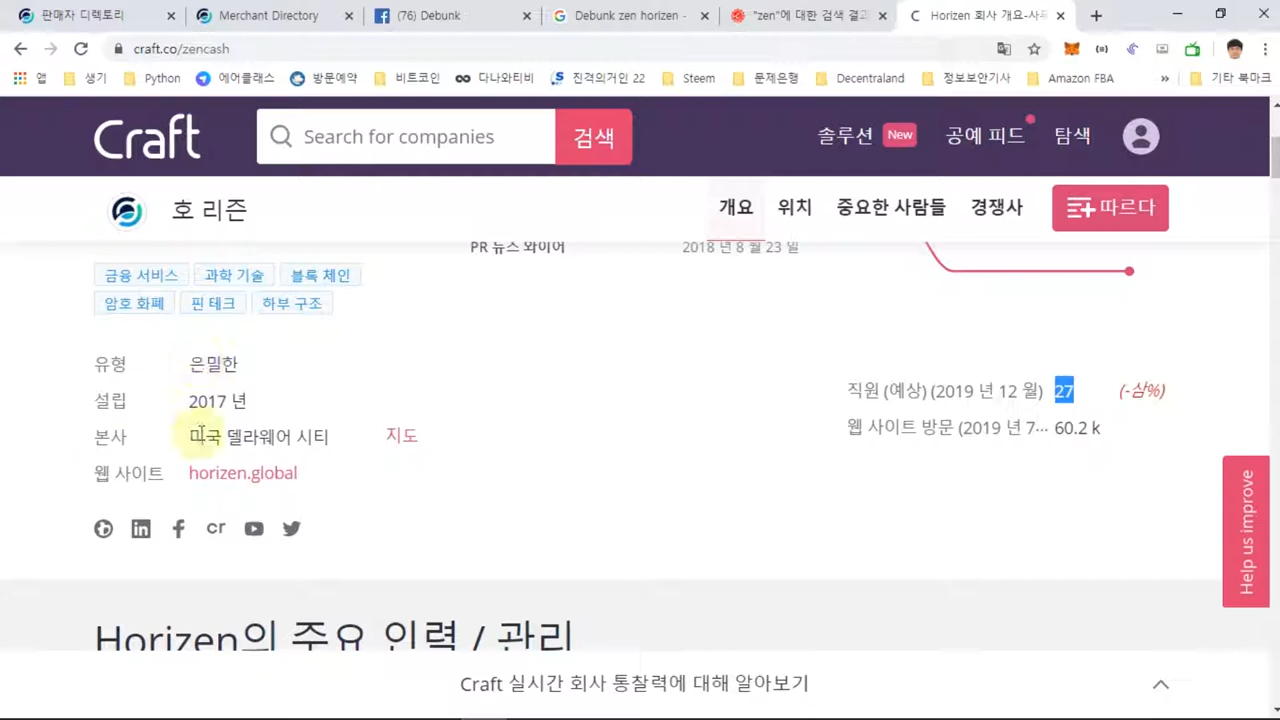 판매자 디렉토리
Merchant Directory
(76) Debunk
Debunk zen horizen -
"zen"에 대한 검색 결고
Horizen 회사 개요-사무
craft.co/zencash
앱
생기
Python
에어클래스
방문예약
비트코인
다나와티비
진격의거인 22
Steem
문제은행
Decentraland
정보보안기사
Amazon FBA
»
기타 북마크
Craft
Search for companies
검색
솔루션 New
공예 피드
탐색
호 리즌
개요
위치
중요한 사람들
경쟁사
따르다
PR 뉴스 와이어
2018 년 8 월 23 일
금융 서비스
과학 기술
블록 체인
암호 화폐
핀 테크
하부 구조
유형 은밀한
설립 2017 년
본사 미국 델라웨어 시티 지도
웹 사이트 horizen.global
직원 (예상) (2019 년 12 월) 27 (-삼%)
웹 사이트 방문 (2019 년 7... 60.2 k
cr
Help us improve
Horizen의 주요 인력 / 관리
Craft 실시간 회사 통찰력에 대해 알아보기